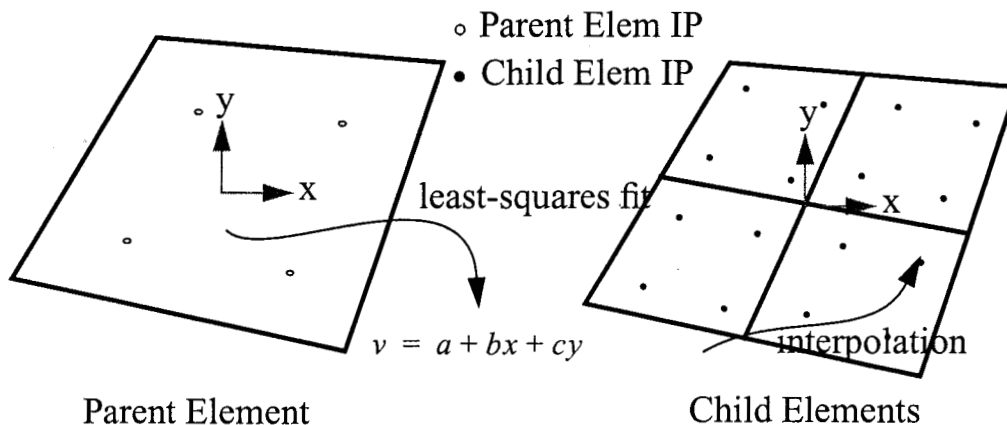 Parent Elem IP
Child Elem IP
y
x
y
x
least-squares fit
v = a + bx + cy
interpolation
Parent Element
Child Elements